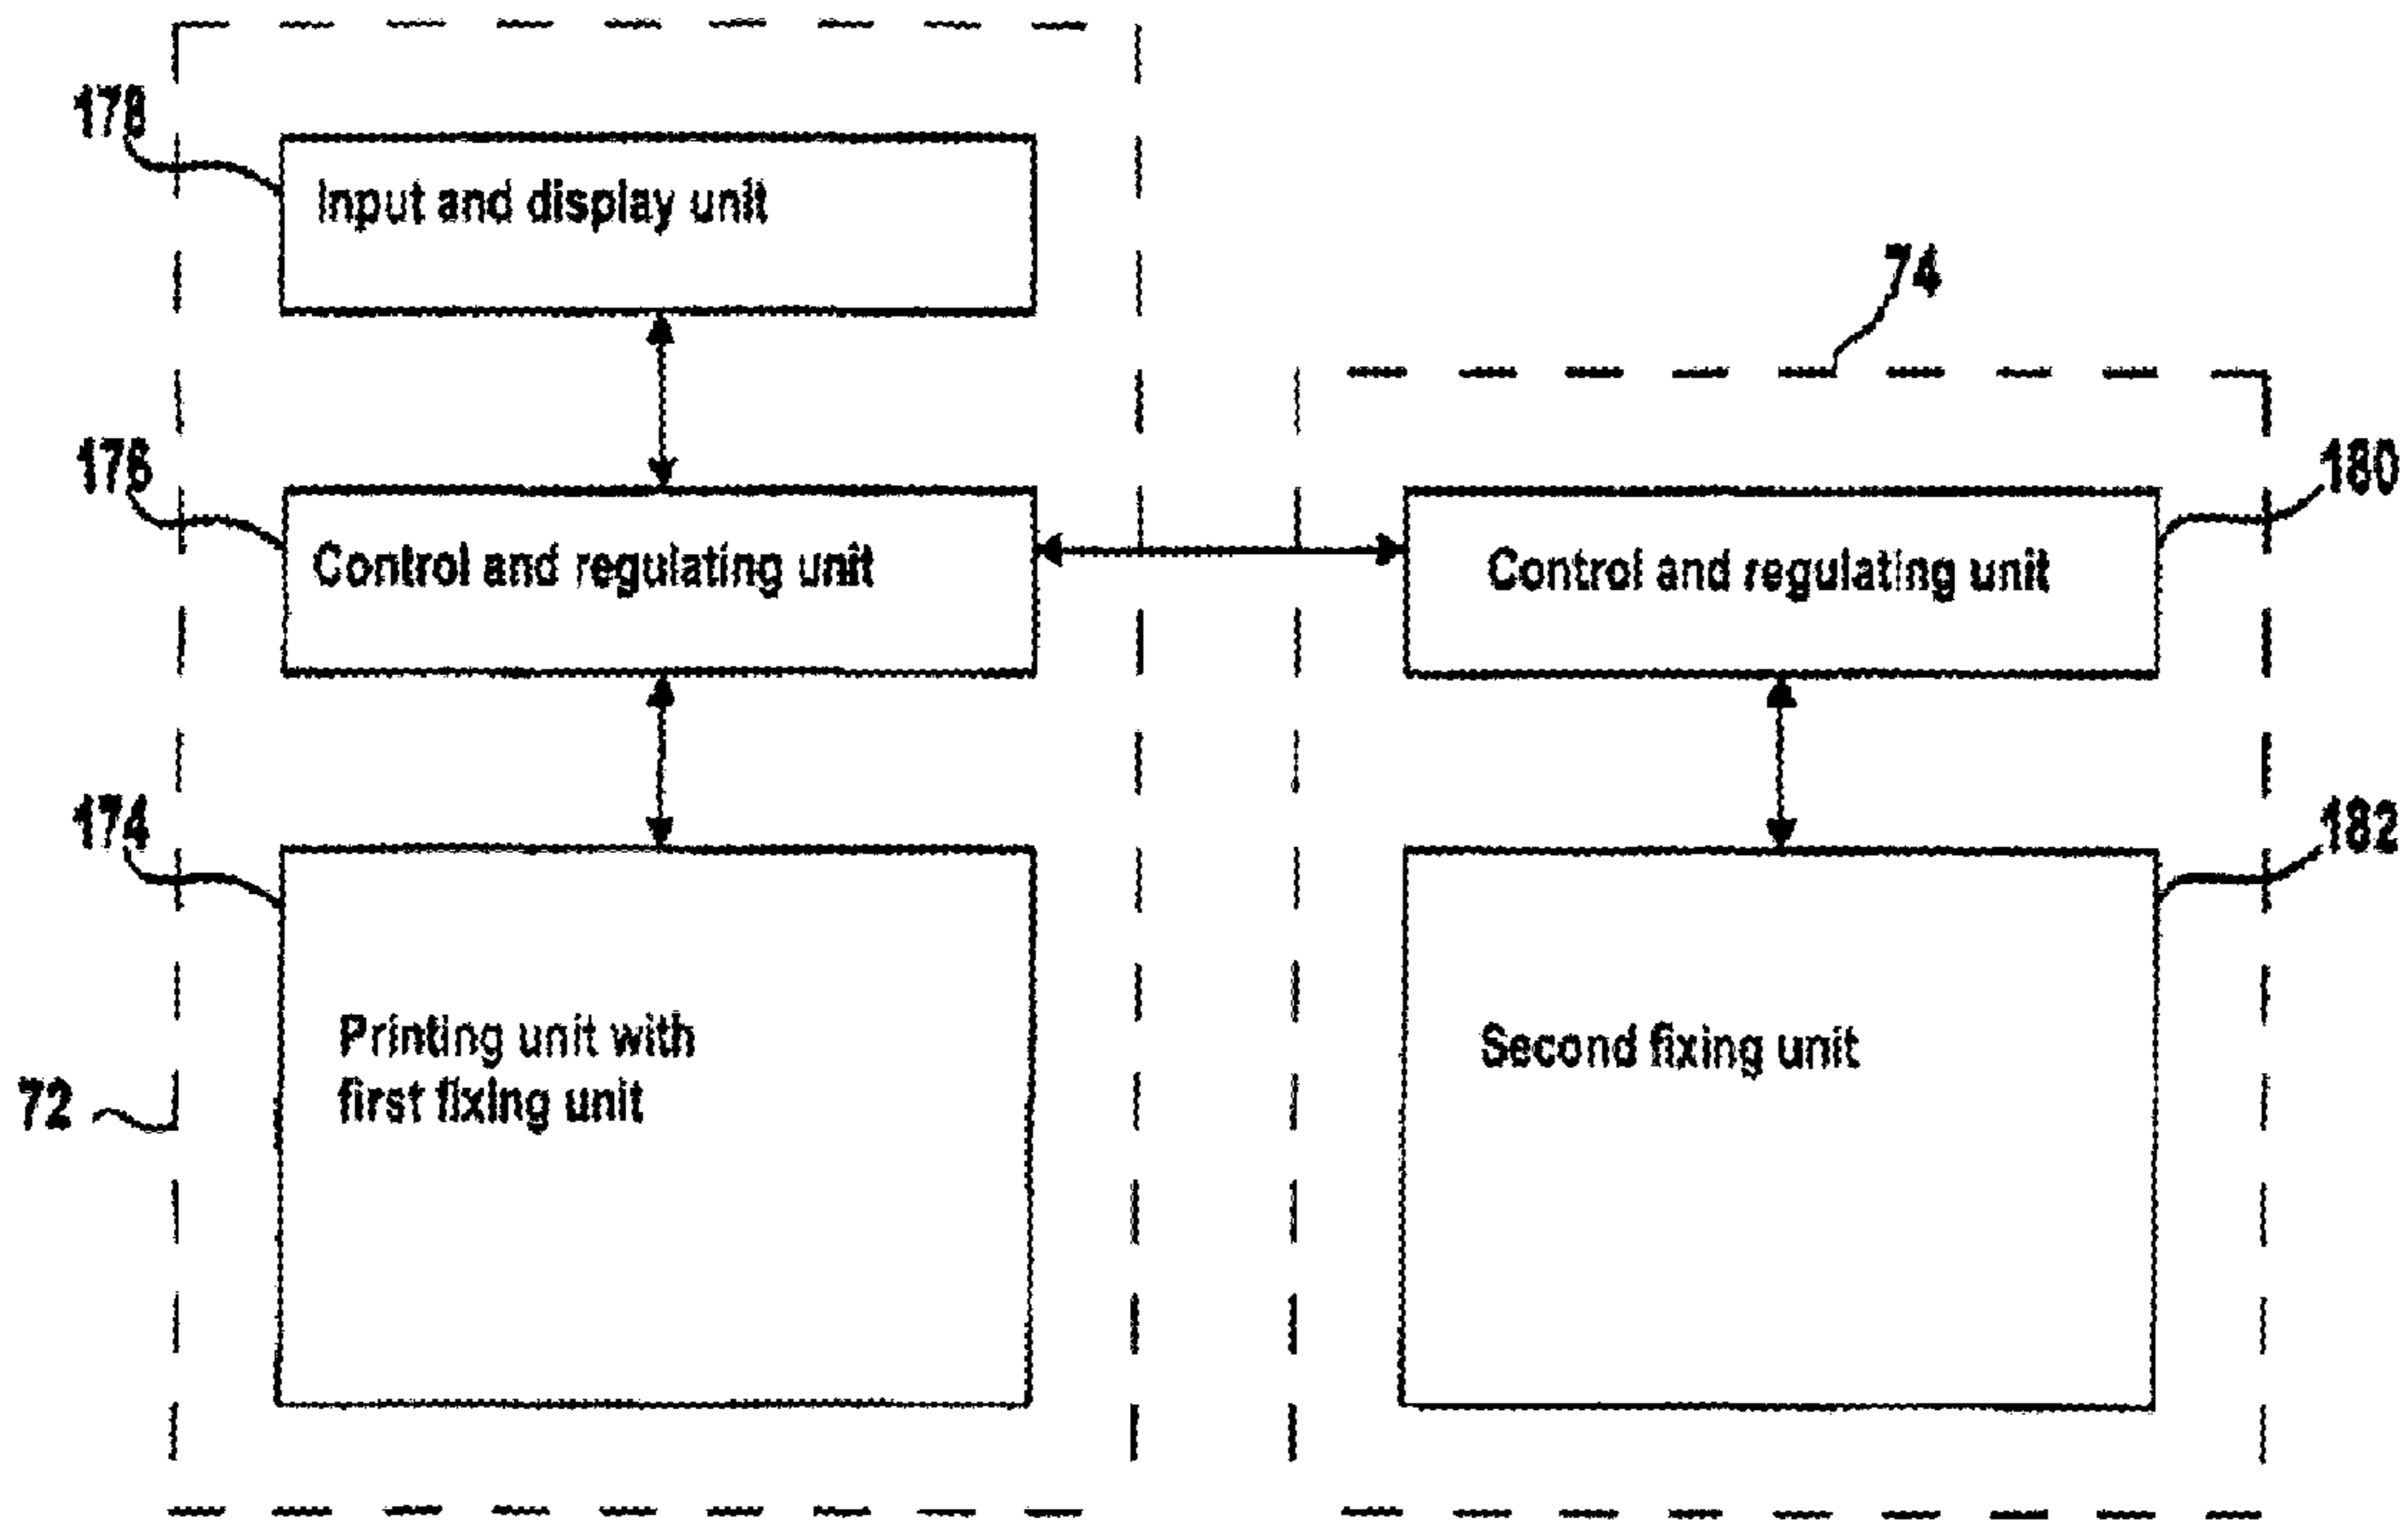 178
Input and display unit
74
176
Control and regulating unit
180
Control and regulating unit
174
Printing unit with
first fixing unit
182
Second fixing unit
72